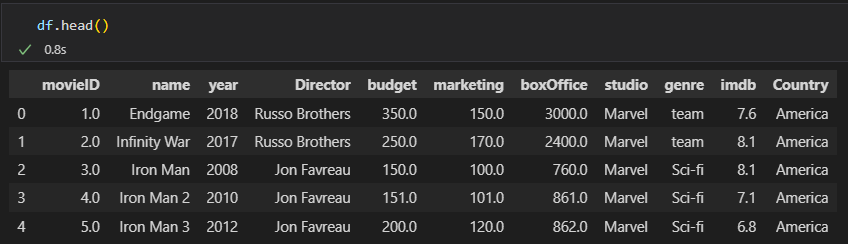 df.head()
0.8s
movieID name year Director budget marketing boxOffice studio genre imdb Country
0 1.0 Endgame 2018 Russo Brothers 350.0 150.0 3000.0 Marvel team 7.6 America
1 2.0 Infinity War 2017 Russo Brothers 250.0 170.0 2400.0 Marvel team 8.1 America
2 3.0 Iron Man 2008 Jon Favreau 150.0 100.0 760.0 Marvel Sci-fi 8.1 America
3 4.0 Iron Man 2 2010 Jon Favreau 151.0 101.0 861.0 Marvel Sci-fi 7.1 America
4 5.0 Iron Man 3 2012 Jon Favreau 200.0 120.0 862.0 Marvel Sci-fi 6.8 America